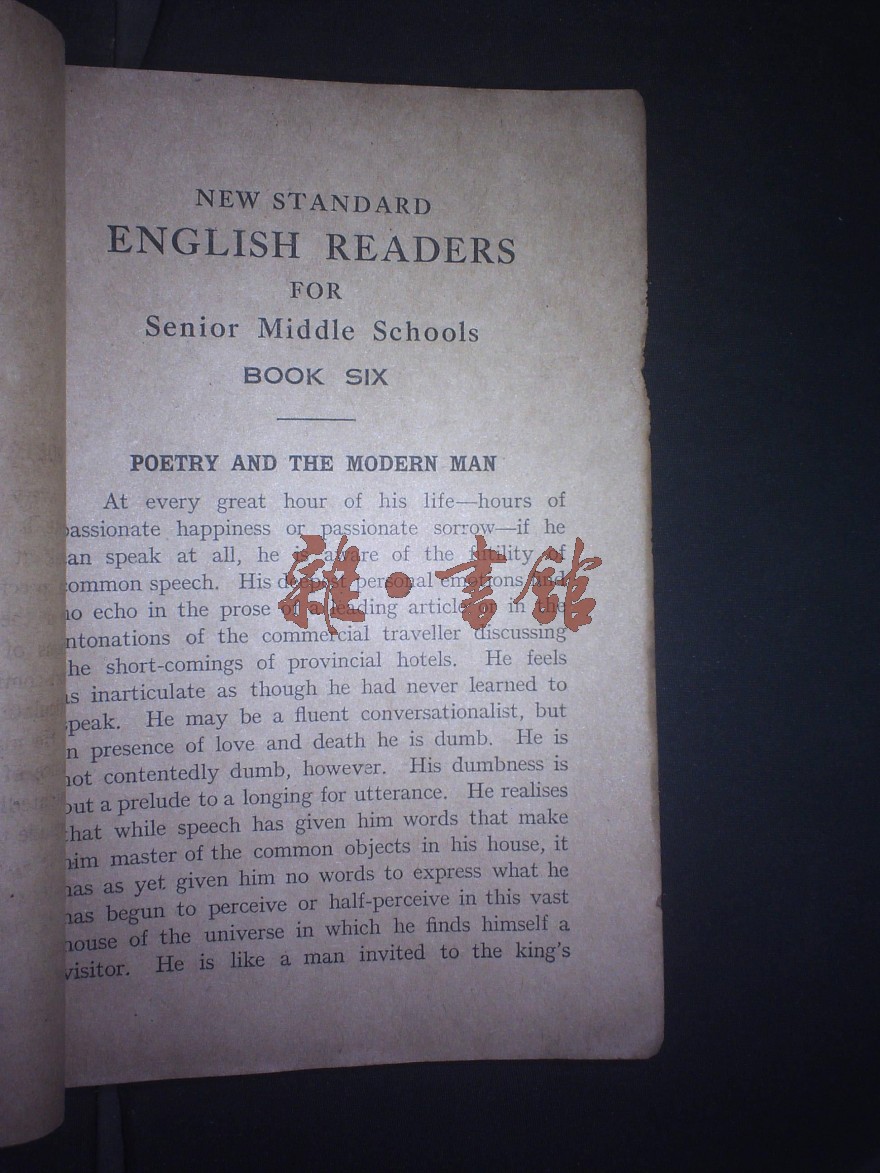 NEW STANDARD
ENGLISH READERS
FOR
Senior Middle Schools
BOOK SIX
POETRY AND THE MODERN MAN
At every great hour of his life—hours of
passionate happiness or passionate sorrow—if he
can speak at all, he is aware of the futility of
common speech. His deepest personal emotions find
no echo in the prose of a leading article or in the
intonations of the commercial traveller discussing
the short-comings of provincial hotels. He feels
as inarticulate as though he had never learned to
speak. He may be a fluent conversationalist, but
in presence of love and death he is dumb. He is
not contentedly dumb, however. His dumbness is
but a prelude to a longing for utterance. He realises
that while speech has given him words that make
him master of the common objects in his house, it
has as yet given him no words to express what he
has begun to perceive or half-perceive in this vast
house of the universe in which he finds himself a
visitor. He is like a man invited to the king's
雜·書館